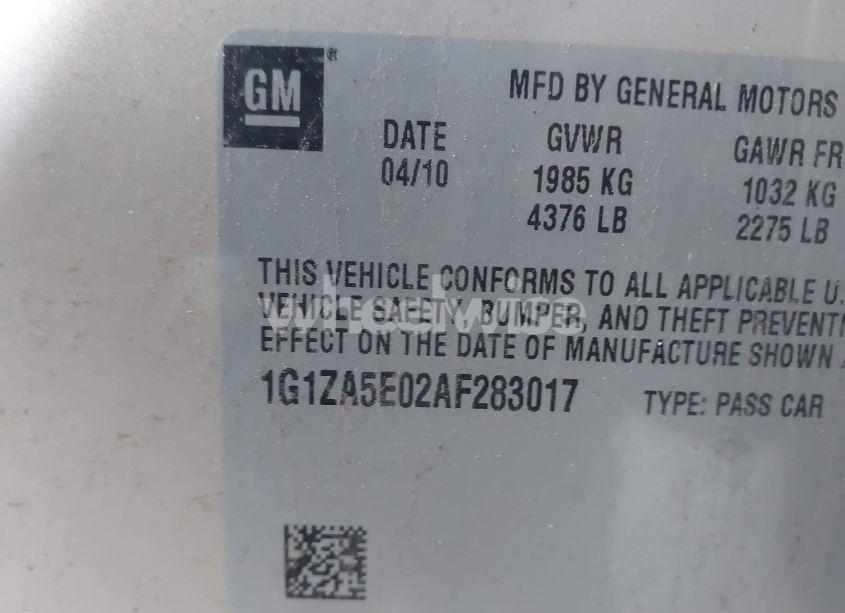 GM®
MFD BY GENERAL MOTORS
DATE GVWR GAWR FR
04/10 1985 KG 1032 KG
4376 LB 2275 LB
THIS VEHICLE CONFORMS TO ALL APPLICABLE U.
VEHICLE SAFETY, BUMPER, AND THEFT PREVENTI
EFFECT ON THE DATE OF MANUFACTURE SHOWN
wheelwise
1G1ZA5E02AF283017 TYPE: PASS CAR